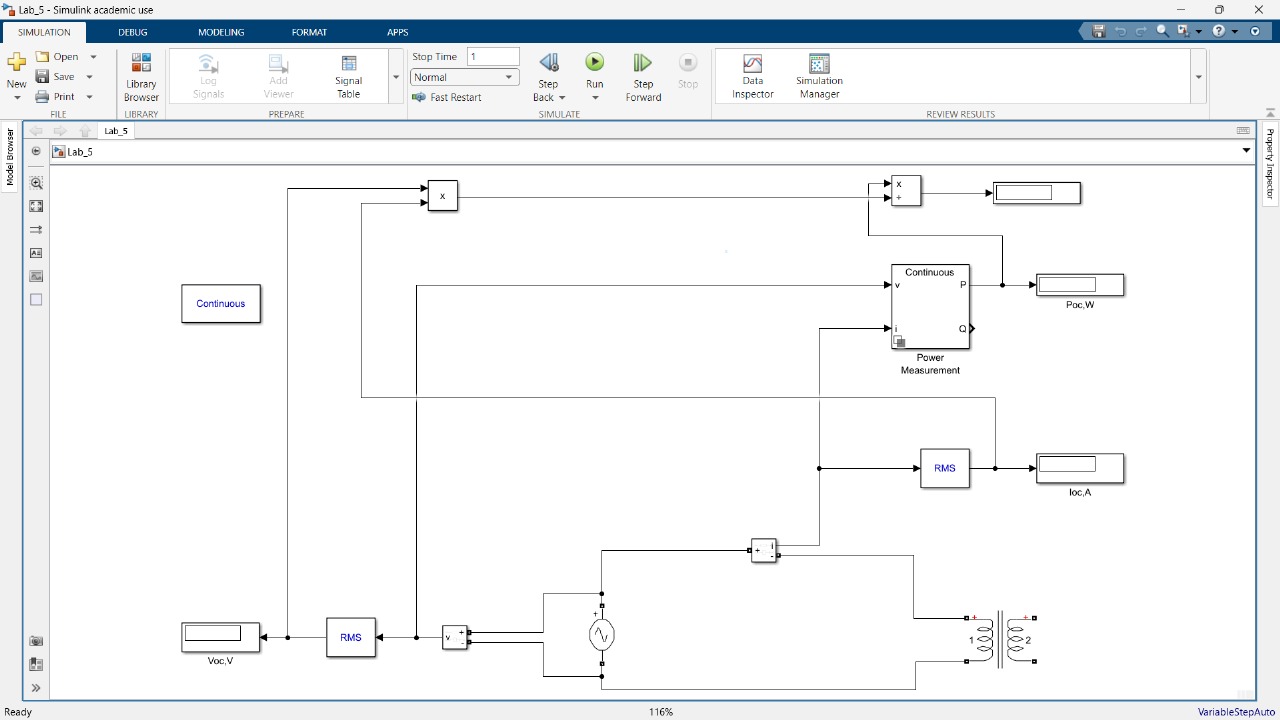 Lab_5 - Simulink academic use
SIMULATION DEBUG MODELING FORMAT APPS
New
Open
Save
Print
FILE
Library
Browser
LIBRARY
Log
Signals
Add
Viewer
Signal
Table
PREPARE
Stop Time 1
Normal
Fast Restart
Step
Back
Run
Step
Forward
Stop
SIMULATE
Data
Inspector
Simulation
Manager
REVIEW RESULTS
Model Browser
Lab_5
Lab_5
Property Inspector
x
x
÷
Continuous
Continuous
v P
i Q
Power
Measurement
Poc,W
RMS
Ioc,A
+ i
-
Voc,V
RMS
v +
-
+
+ +
1 2
Ready
116%
VariableStepAuto